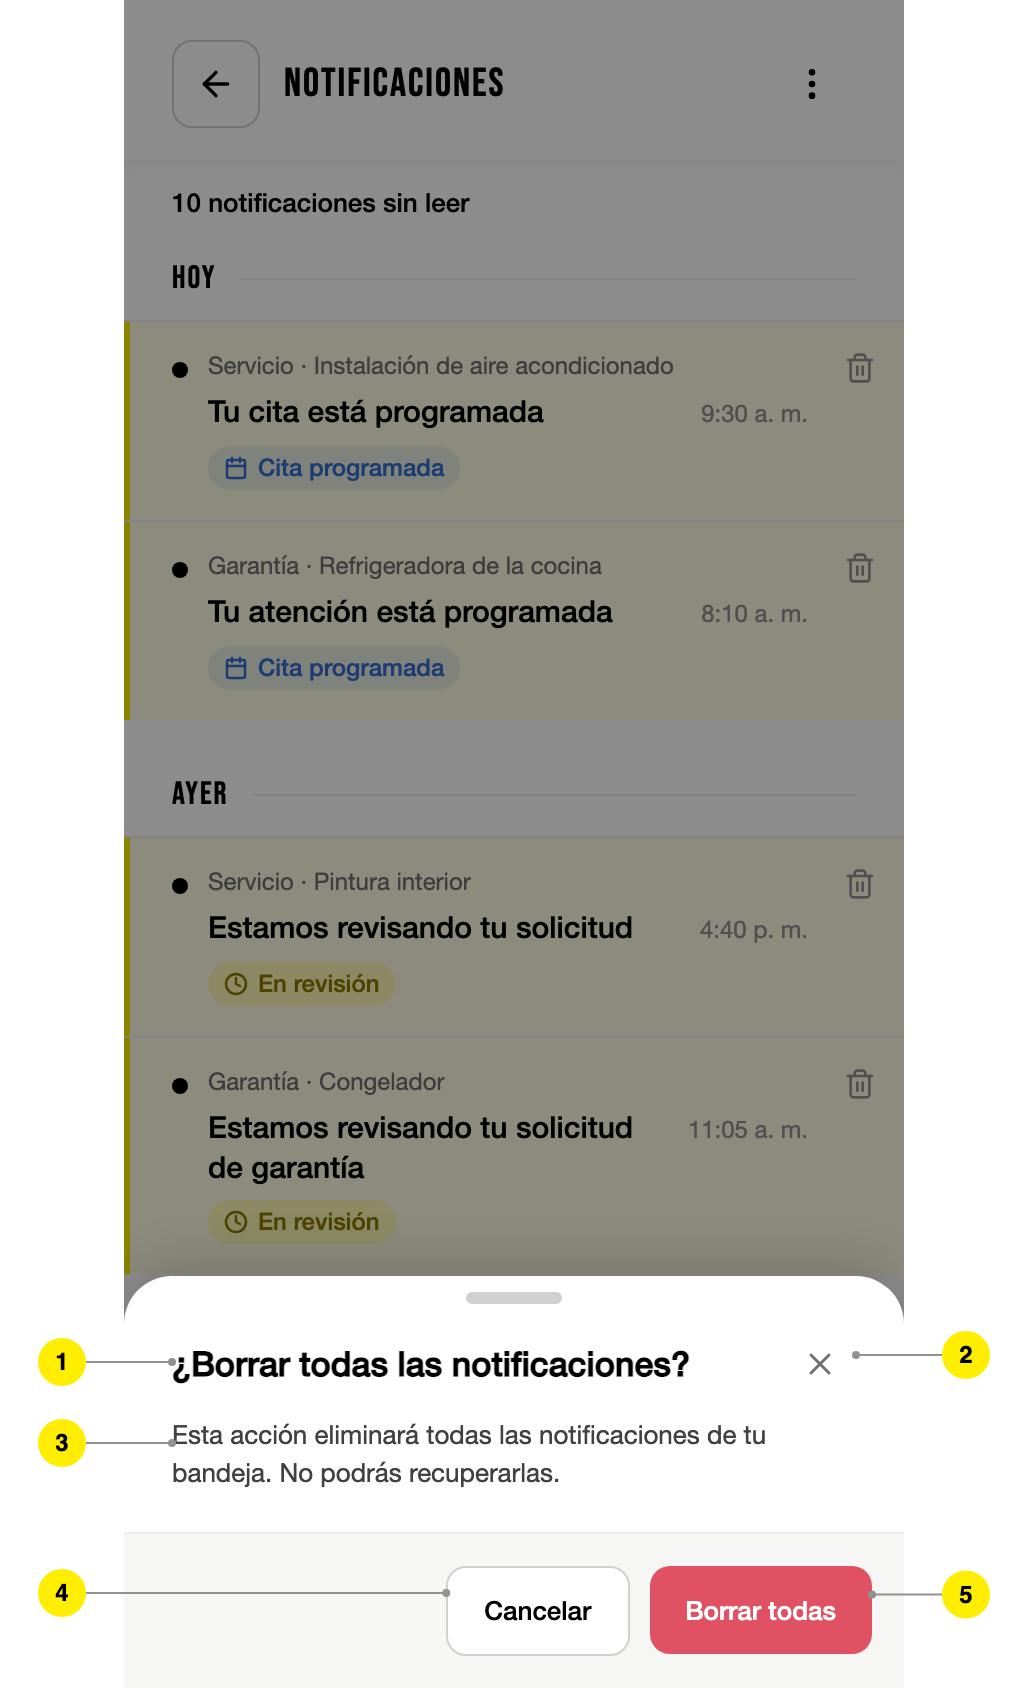 NOTIFICACIONES
10 notificaciones sin leer
HOY
Servicio · Instalación de aire acondicionado
Tu cita está programada
9:30 a. m.
Cita programada
Garantía · Refrigeradora de la cocina
Tu atención está programada
8:10 a. m.
Cita programada
AYER
Servicio · Pintura interior
Estamos revisando tu solicitud
4:40 p. m.
En revisión
Garantía · Congelador
Estamos revisando tu solicitud
de garantía
11:05 a. m.
En revisión
1
¿Borrar todas las notificaciones?
2
3
Esta acción eliminará todas las notificaciones de tu
bandeja. No podrás recuperarlas.
4
Cancelar
Borrar todas
5